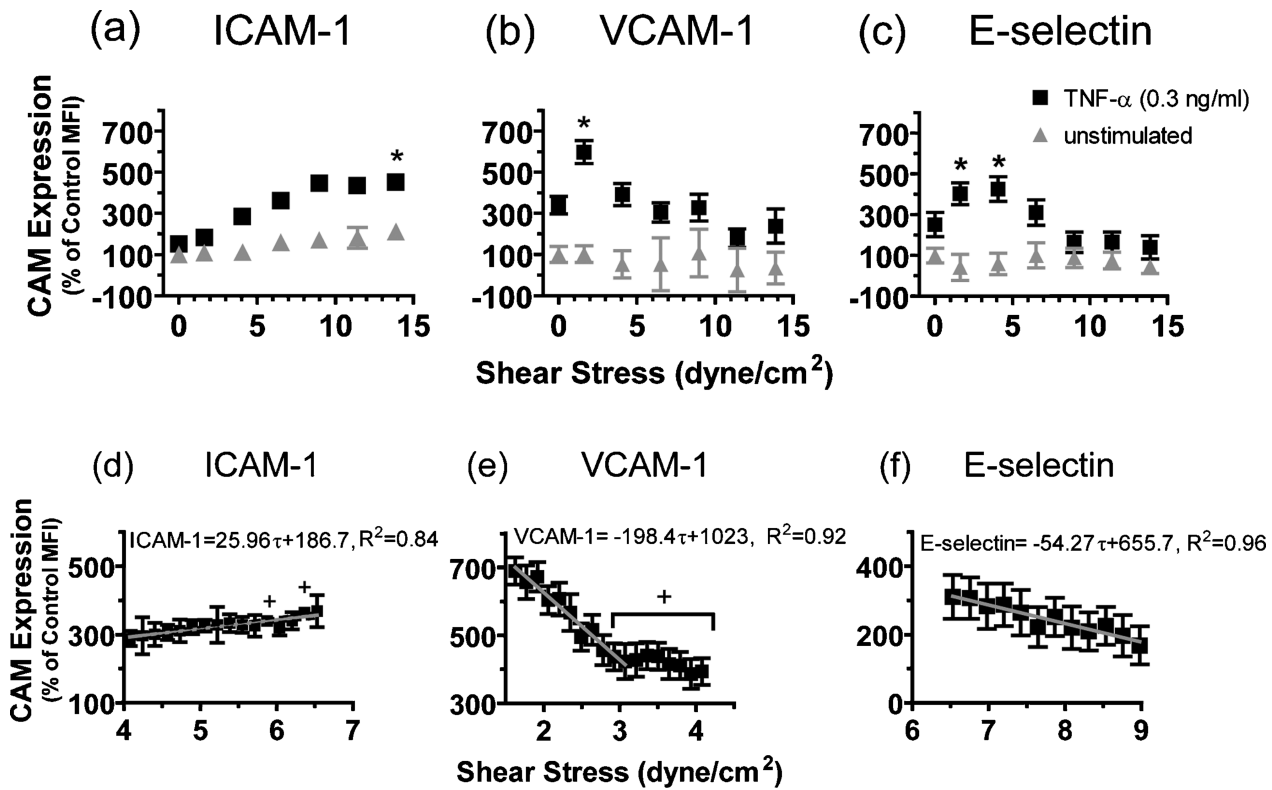 (a) ICAM-1 (b) VCAM-1 (c) E-selectin
CAM Expression
(% of Control MFI)
TNF-α (0.3 ng/ml)
unstimulated
700
500
300
100
-100
*
0 5 10 15
700
500
300
100
-100
*
0 5 10 15
700
500
300
100
-100
* *
0 5 10 15
Shear Stress (dyne/cm²)
(d) ICAM-1 (e) VCAM-1 (f) E-selectin
CAM Expression
(% of Control MFI)
ICAM-1=25.96τ+186.7, R²=0.84
500
300
100
+ +
4 5 6 7
VCAM-1= -198.4τ+1023, R²=0.92
700
500
300
+
2 3 4
E-selectin= -54.27τ+655.7, R²=0.96
400
200
0
6 7 8 9
Shear Stress (dyne/cm²)